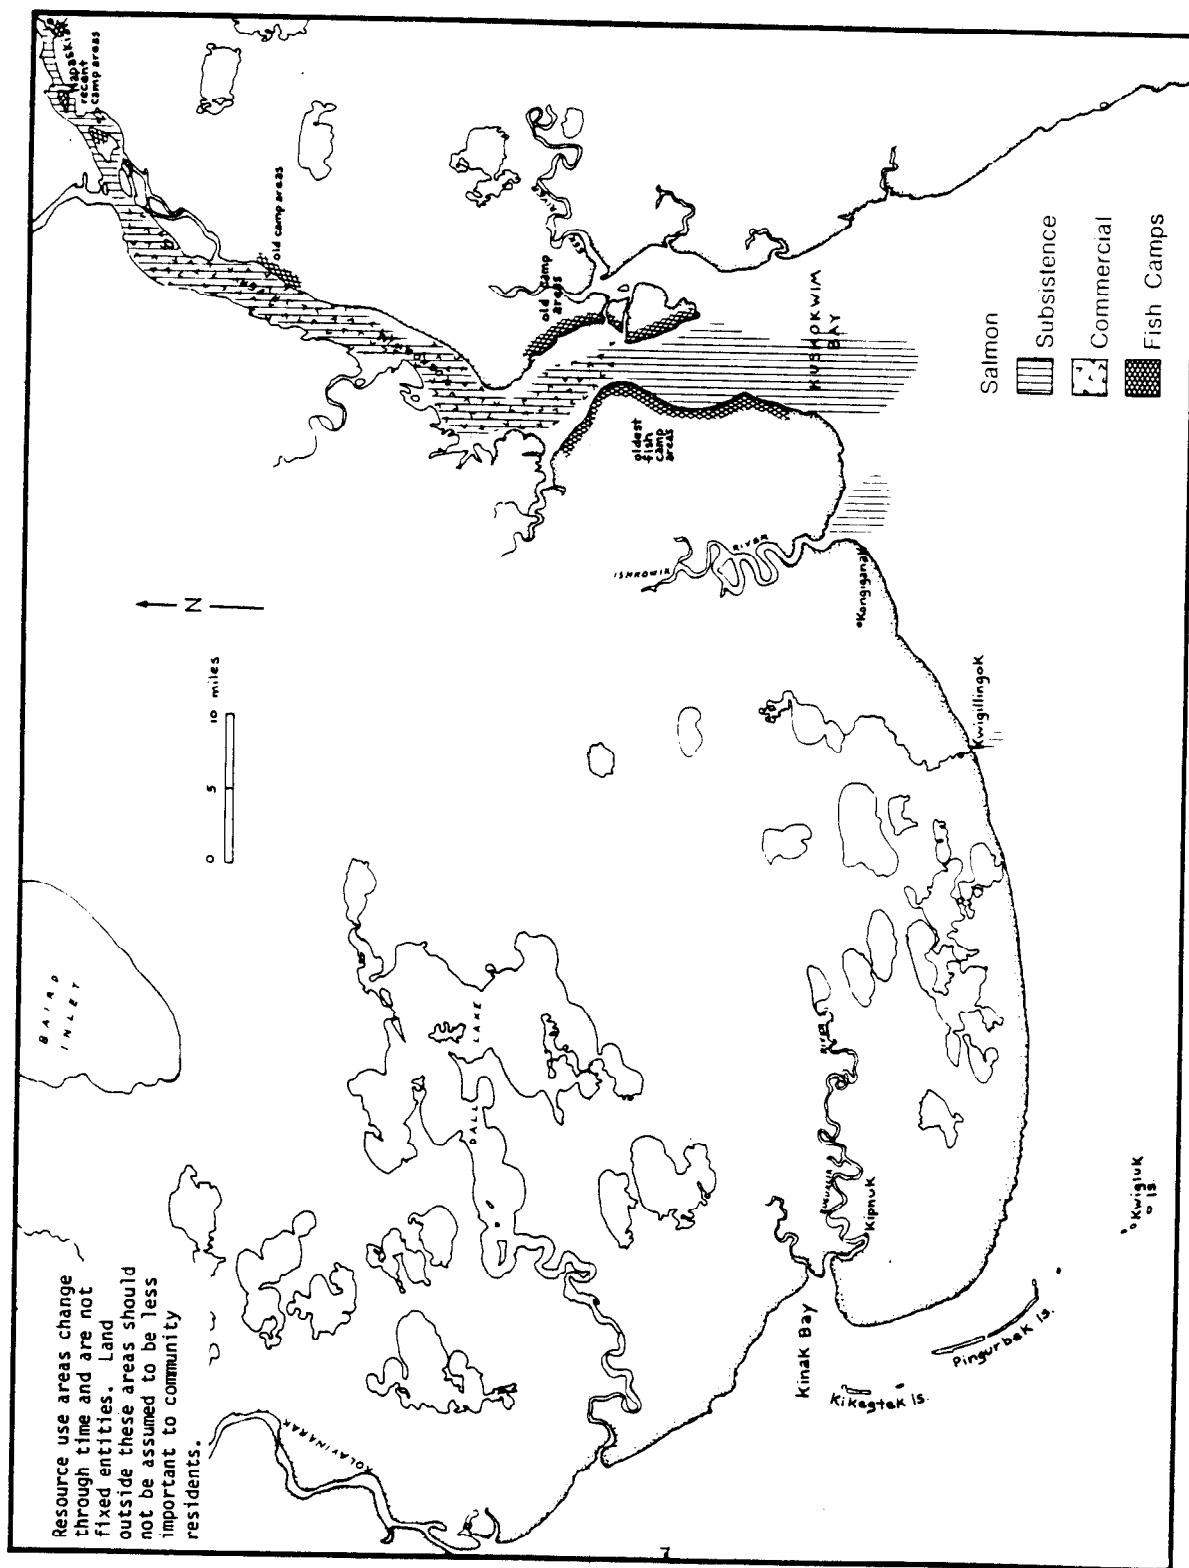 Resource use areas change
through time and are not
fixed entities. Land
outside these areas should
not be assumed to be less
important to community
residents.
BAIRD
INLET
KOLAVINARAK
DALL
LAKE
0 5 10 miles
N
Napaskiak
recent
camp areas
old camp areas
old camp
areas
EEK
RIVER
oldest
fish
camp
areas
KUSKOKWIM
BAY
ISHKOWIK
RIVER
Kongiganak
Kwigillingok
RIVER
Kipnuk
Kinak Bay
Kikegtek Is.
Pingurbek Is.
Kwigluk
Is.
Salmon
Subsistence
Commercial
Fish Camps